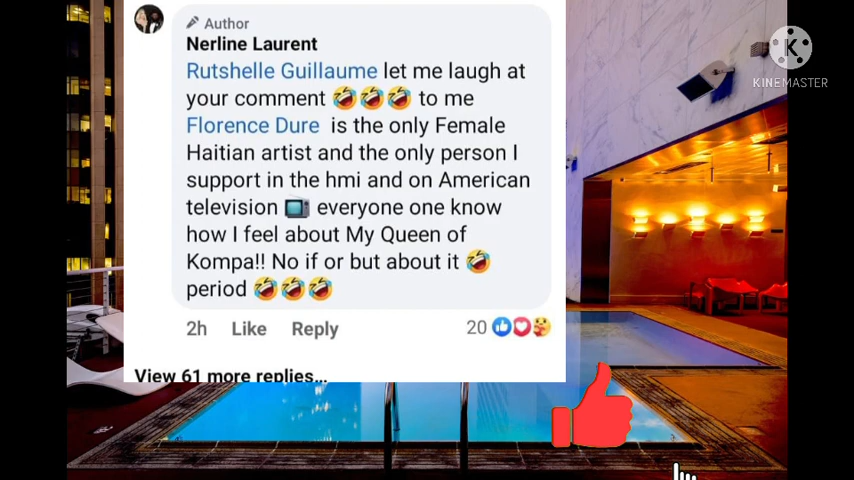 Author
Nerline Laurent
Rutshelle Guillaume let me laugh at
your comment 🤣🤣🤣 to me
Florence Dure is the only Female
Haitian artist and the only person I
support in the hmi and on American
television 📺 everyone one know
how I feel about My Queen of
Kompa!! No if or but about it 🤣
period 🤣🤣🤣
2h Like Reply 20
View 61 more replies...
K
KINEMASTER